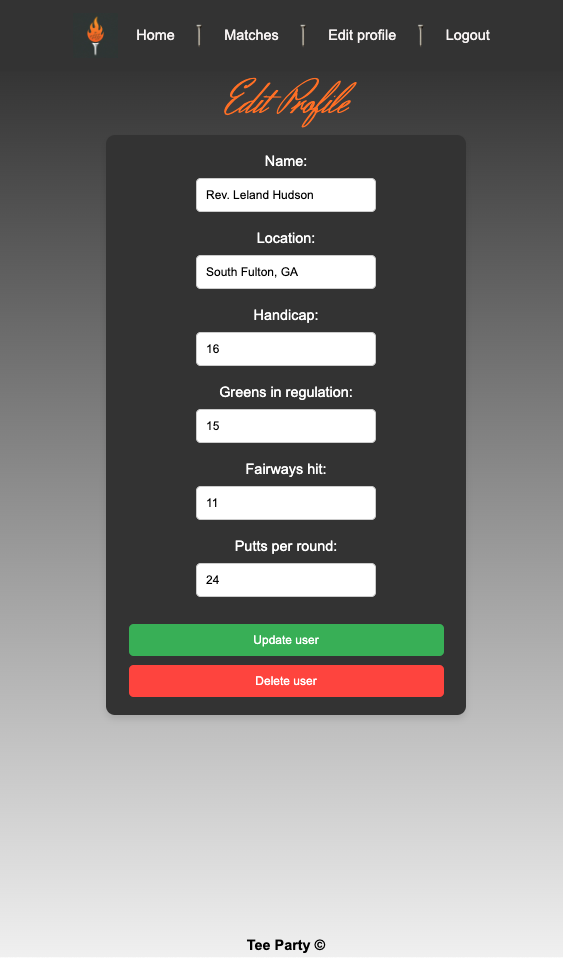 Home Matches Edit profile Logout
Edit Profile
Name:
Rev. Leland Hudson
Location:
South Fulton, GA
Handicap:
16
Greens in regulation:
15
Fairways hit:
11
Putts per round:
24
Update user
Delete user
Tee Party ©